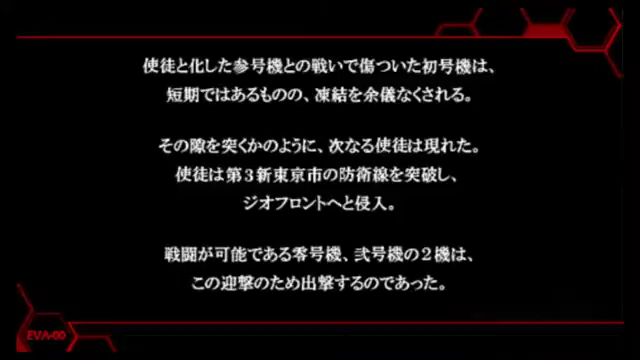 使徒と化した参号機との戦いで傷ついた初号機は、
短期ではあるものの、凍結を余儀なくされる。
その隙を突くかのように、次なる使徒は現れた。
使徒は第3新東京市の防衛線を突破し、
ジオフロントへと侵入。
戦闘が可能である零号機、弐号機の2機は、
この迎撃のため出撃するのであった。
EVA-00